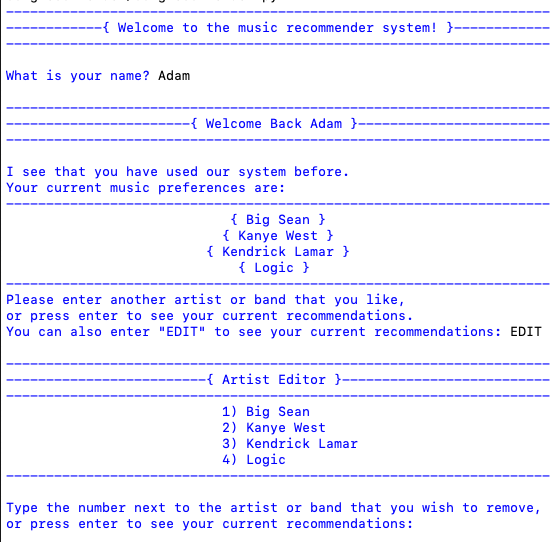 ------------{ Welcome to the music recommender system! }------------
What is your name? Adam
-----------------------{ Welcome Back Adam }------------------------
I see that you have used our system before.
Your current music preferences are:
{ Big Sean }
{ Kanye West }
{ Kendrick Lamar }
{ Logic }
Please enter another artist or band that you like,
or press enter to see your current recommendations.
You can also enter "EDIT" to see your current recommendations: EDIT
-------------------------{ Artist Editor }--------------------------
1) Big Sean
2) Kanye West
3) Kendrick Lamar
4) Logic
Type the number next to the artist or band that you wish to remove,
or press enter to see your current recommendations: